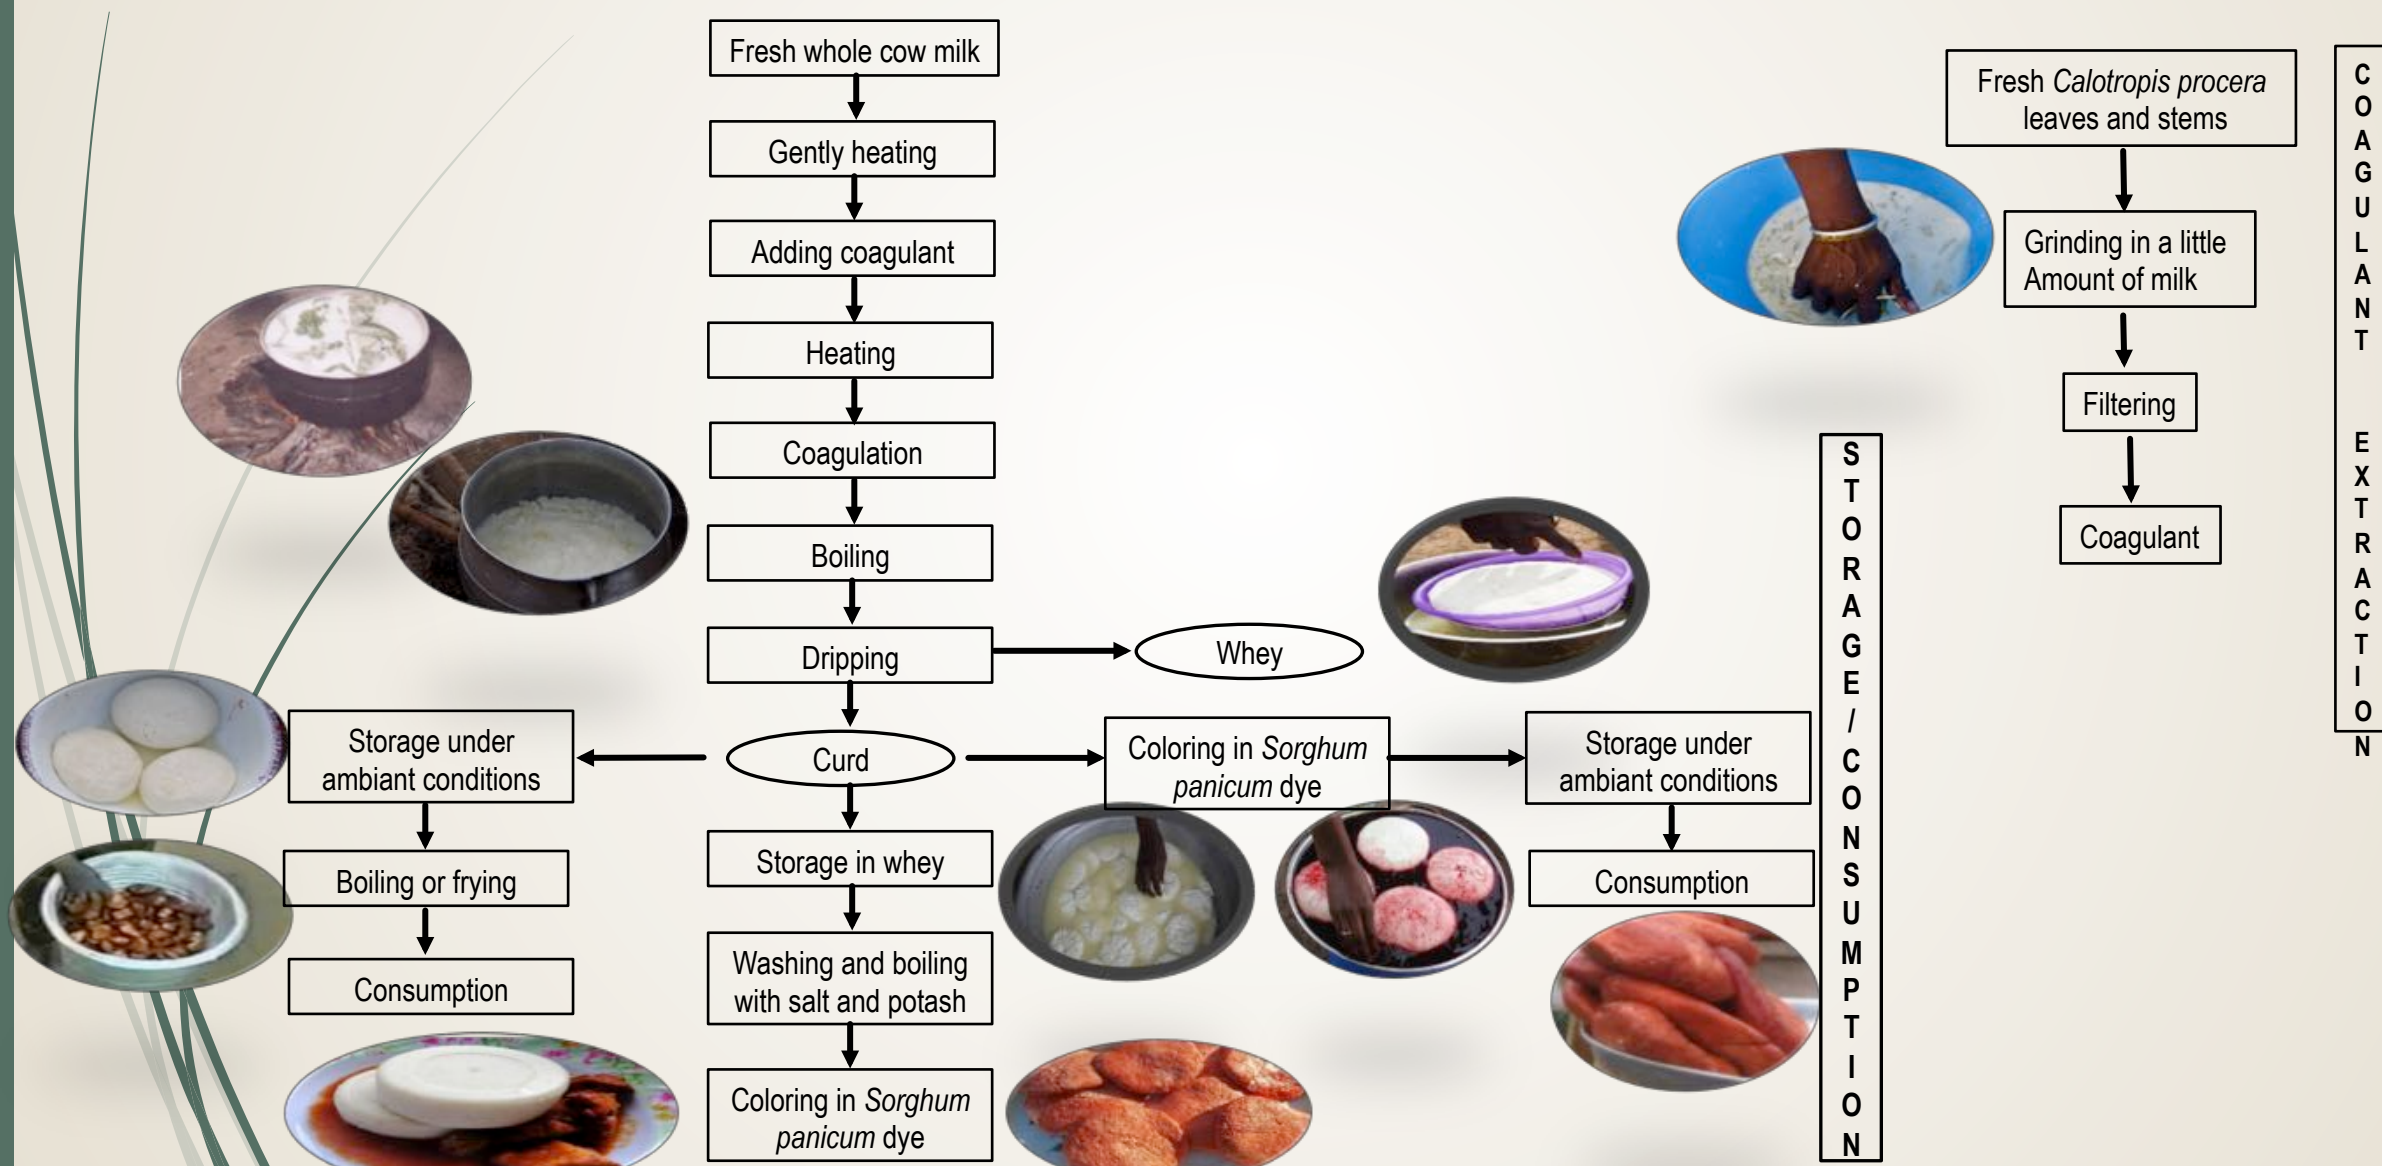 Fresh whole cow milk
Gently heating
Adding coagulant
Heating
Coagulation
Boiling
Dripping
Whey
Curd
Storage under
ambiant conditions
Boiling or frying
Consumption
Storage in whey
Washing and boiling
with salt and potash
Coloring in Sorghum
panicum dye
Coloring in Sorghum
panicum dye
Storage under
ambiant conditions
Consumption
STORAGE/CONSUMPTION
Fresh Calotropis procera
leaves and stems
Grinding in a little
Amount of milk
Filtering
Coagulant
COAGULANT EXTRACTION